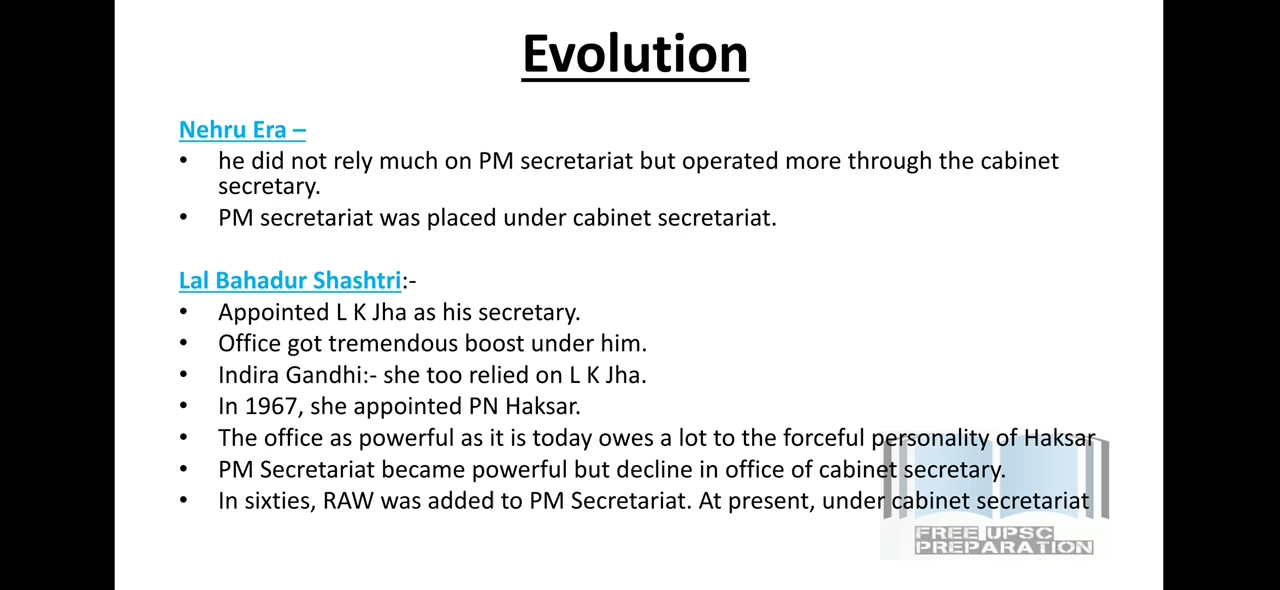 Evolution
Nehru Era –
• he did not rely much on PM secretariat but operated more through the cabinet
secretary.
• PM secretariat was placed under cabinet secretariat.
Lal Bahadur Shashtri:-
• Appointed L K Jha as his secretary.
• Office got tremendous boost under him.
• Indira Gandhi:- she too relied on L K Jha.
• In 1967, she appointed PN Haksar.
• The office as powerful as it is today owes a lot to the forceful personality of Haksar
• PM Secretariat became powerful but decline in office of cabinet secretary.
• In sixties, RAW was added to PM Secretariat. At present, under cabinet secretariat
FREE UPSC
PREPARATION